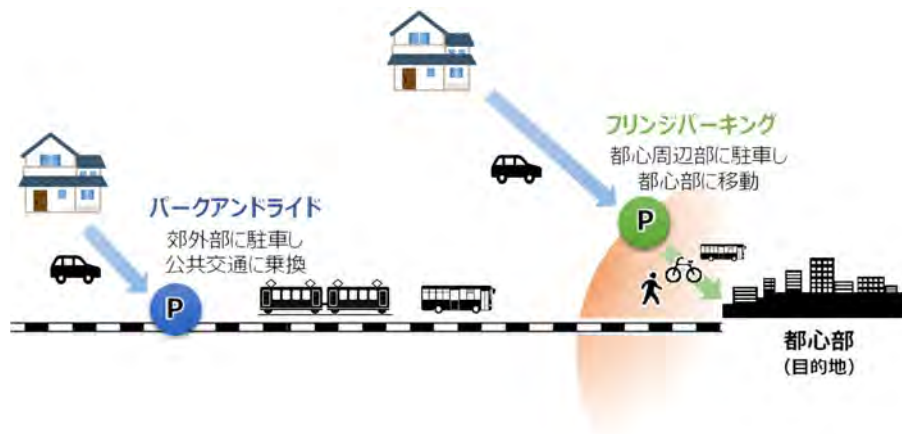 フリンジパーキング
都心周辺部に駐車し
都心部に移動
P
パークアンドライド
郊外部に駐車し
公共交通に乗換
P
都心部
(目的地)